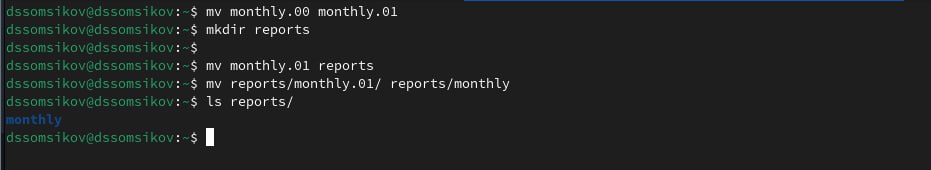 dssomsikov@dssomsikov:~$ mv monthly.00 monthly.01
dssomsikov@dssomsikov:~$ mkdir reports
dssomsikov@dssomsikov:~$
dssomsikov@dssomsikov:~$ mv monthly.01 reports
dssomsikov@dssomsikov:~$ mv reports/monthly.01/ reports/monthly
dssomsikov@dssomsikov:~$ ls reports/
monthly
dssomsikov@dssomsikov:~$